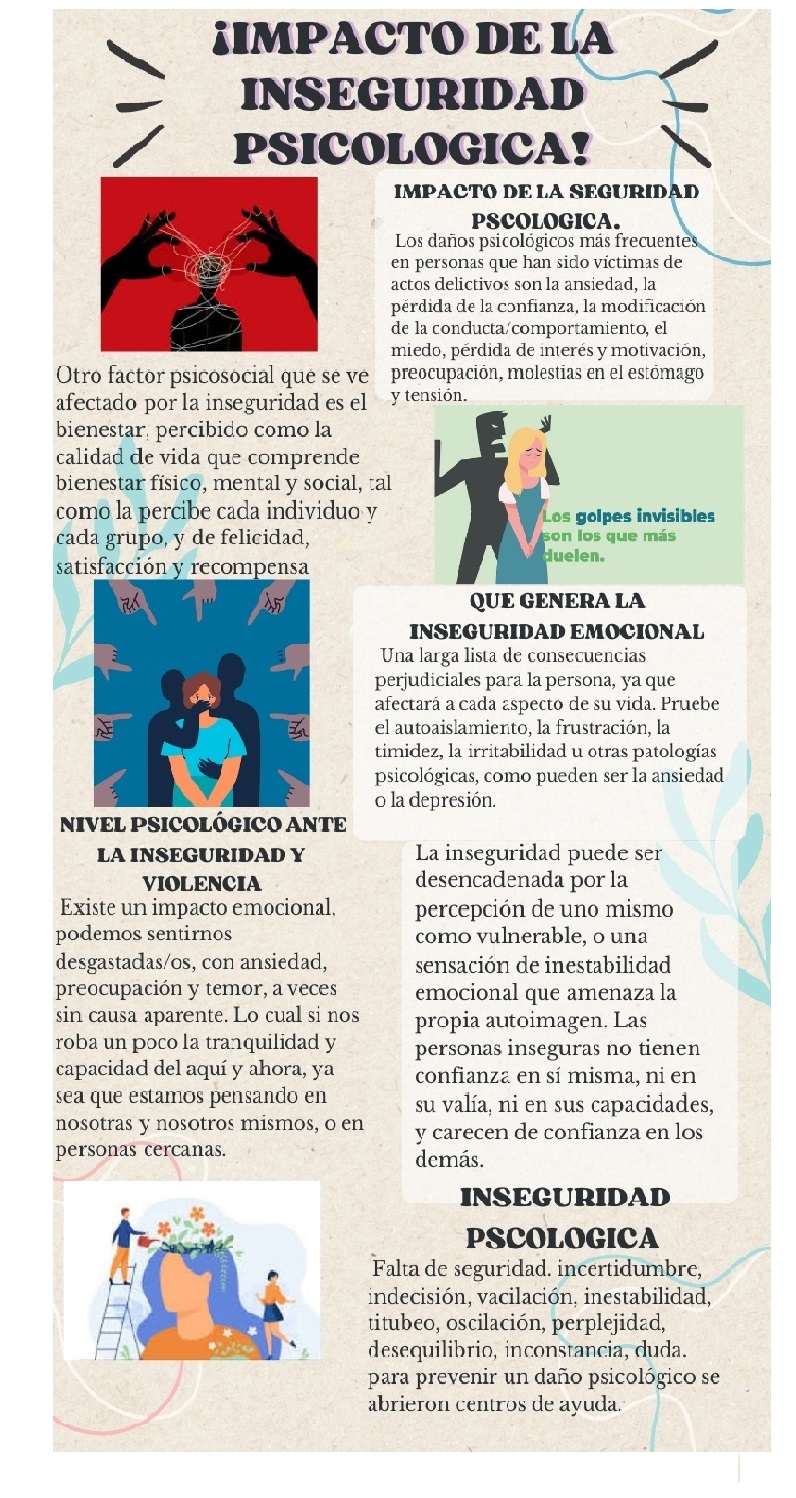 ¡IMPACTO DE LA
INSEGURIDAD
PSICOLOGICA!
IMPACTO DE LA SEGURIDAD
PSCOLOGICA.
Los daños psicológicos más frecuentes
en personas que han sido víctimas de
actos delictivos son la ansiedad, la
pérdida de la confianza, la modificación
de la conducta/comportamiento, el
miedo, pérdida de interés y motivación,
preocupación, molestias en el estómago
y tensión.
Otro factor psicosocial que se ve
afectado por la inseguridad es el
bienestar, percibido como la
calidad de vida que comprende
bienestar físico, mental y social, tal
como la percibe cada individuo y
cada grupo, y de felicidad,
satisfacción y recompensa
Los golpes invisibles
son los que más
duelen.
QUE GENERA LA
INSEGURIDAD EMOCIONAL
Una larga lista de consecuencias
perjudiciales para la persona, ya que
afectará a cada aspecto de su vida. Pruebe
el autoaislamiento, la frustración, la
timidez, la irritabilidad u otras patologías
psicológicas, como pueden ser la ansiedad
o la depresión.
NIVEL PSICOLÓGICO ANTE
LA INSEGURIDAD Y
VIOLENCIA
Existe un impacto emocional,
podemos sentirnos
desgastadas/os, con ansiedad,
preocupación y temor, a veces
sin causa aparente. Lo cual si nos
roba un poco la tranquilidad y
capacidad del aquí y ahora, ya
sea que estamos pensando en
nosotras y nosotros mismos, o en
personas cercanas.
La inseguridad puede ser
desencadenada por la
percepción de uno mismo
como vulnerable, o una
sensación de inestabilidad
emocional que amenaza la
propia autoimagen. Las
personas inseguras no tienen
confianza en sí misma, ni en
su valía, ni en sus capacidades,
y carecen de confianza en los
demás.
INSEGURIDAD
PSCOLOGICA
Falta de seguridad. incertidumbre,
indecisión, vacilación, inestabilidad,
titubeo, oscilación, perplejidad,
desequilibrio, inconstancia, duda.
para prevenir un daño psicológico se
abrieron centros de ayuda.